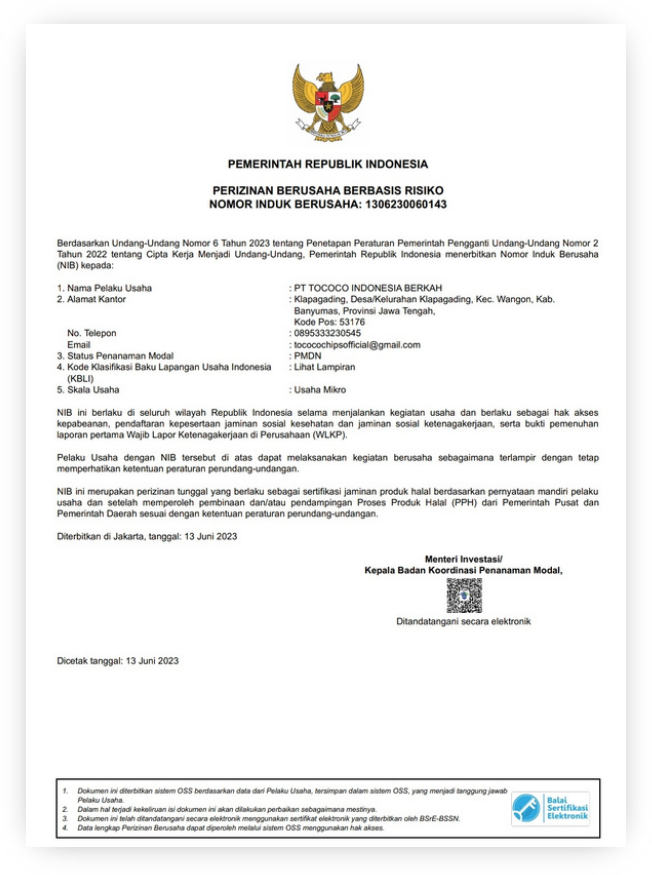 PEMERINTAH REPUBLIK INDONESIA
PERIZINAN BERUSAHA BERBASIS RISIKO
NOMOR INDUK BERUSAHA: 1306230060143
Berdasarkan Undang-Undang Nomor 6 Tahun 2023 tentang Penetapan Peraturan Pemerintah Pengganti Undang-Undang Nomor 2
Tahun 2022 tentang Cipta Kerja Menjadi Undang-Undang, Pemerintah Republik Indonesia menerbitkan Nomor Induk Berusaha
(NIB) kepada:
1. Nama Pelaku Usaha : PT TOCOCO INDONESIA BERKAH
2. Alamat Kantor : Klapagading, Desa/Kelurahan Klapagading, Kec. Wangon, Kab.
Banyumas, Provinsi Jawa Tengah,
Kode Pos: 53176
No. Telepon : 0895333230545
Email : tococochipsofficial@gmail.com
3. Status Penanaman Modal : PMDN
4. Kode Klasifikasi Baku Lapangan Usaha Indonesia : Lihat Lampiran
(KBLI)
5. Skala Usaha : Usaha Mikro
NIB ini berlaku di seluruh wilayah Republik Indonesia selama menjalankan kegiatan usaha dan berlaku sebagai hak akses
kepabeanan, pendaftaran kepesertaan jaminan sosial kesehatan dan jaminan sosial ketenagakerjaan, serta bukti pemenuhan
laporan pertama Wajib Lapor Ketenagakerjaan di Perusahaan (WLKP).
Pelaku Usaha dengan NIB tersebut di atas dapat melaksanakan kegiatan berusaha sebagaimana terlampir dengan tetap
memperhatikan ketentuan peraturan perundang-undangan.
NIB ini merupakan perizinan tunggal yang berlaku sebagai sertifikasi jaminan produk halal berdasarkan pernyataan mandiri pelaku
usaha dan setelah memperoleh pembinaan dan/atau pendampingan Proses Produk Halal (PPH) dari Pemerintah Pusat dan
Pemerintah Daerah sesuai dengan ketentuan peraturan perundang-undangan.
Diterbitkan di Jakarta, tanggal: 13 Juni 2023
Menteri Investasi/
Kepala Badan Koordinasi Penanaman Modal,
Ditandatangani secara elektronik
Dicetak tanggal: 13 Juni 2023
1. Dokumen ini diterbitkan sistem OSS berdasarkan data dari Pelaku Usaha, tersimpan dalam sistem OSS, yang menjadi tanggung jawab
Pelaku Usaha.
2. Dalam hal terjadi kekeliruan isi dokumen ini akan dilakukan perbaikan sebagaimana mestinya.
3. Dokumen ini telah ditandatangani secara elektronik menggunakan sertifikat elektronik yang diterbitkan oleh BSrE-BSSN.
4. Data lengkap Perizinan Berusaha dapat diperoleh melalui sistem OSS menggunakan hak akses.
Balai
Sertifikasi
Elektronik